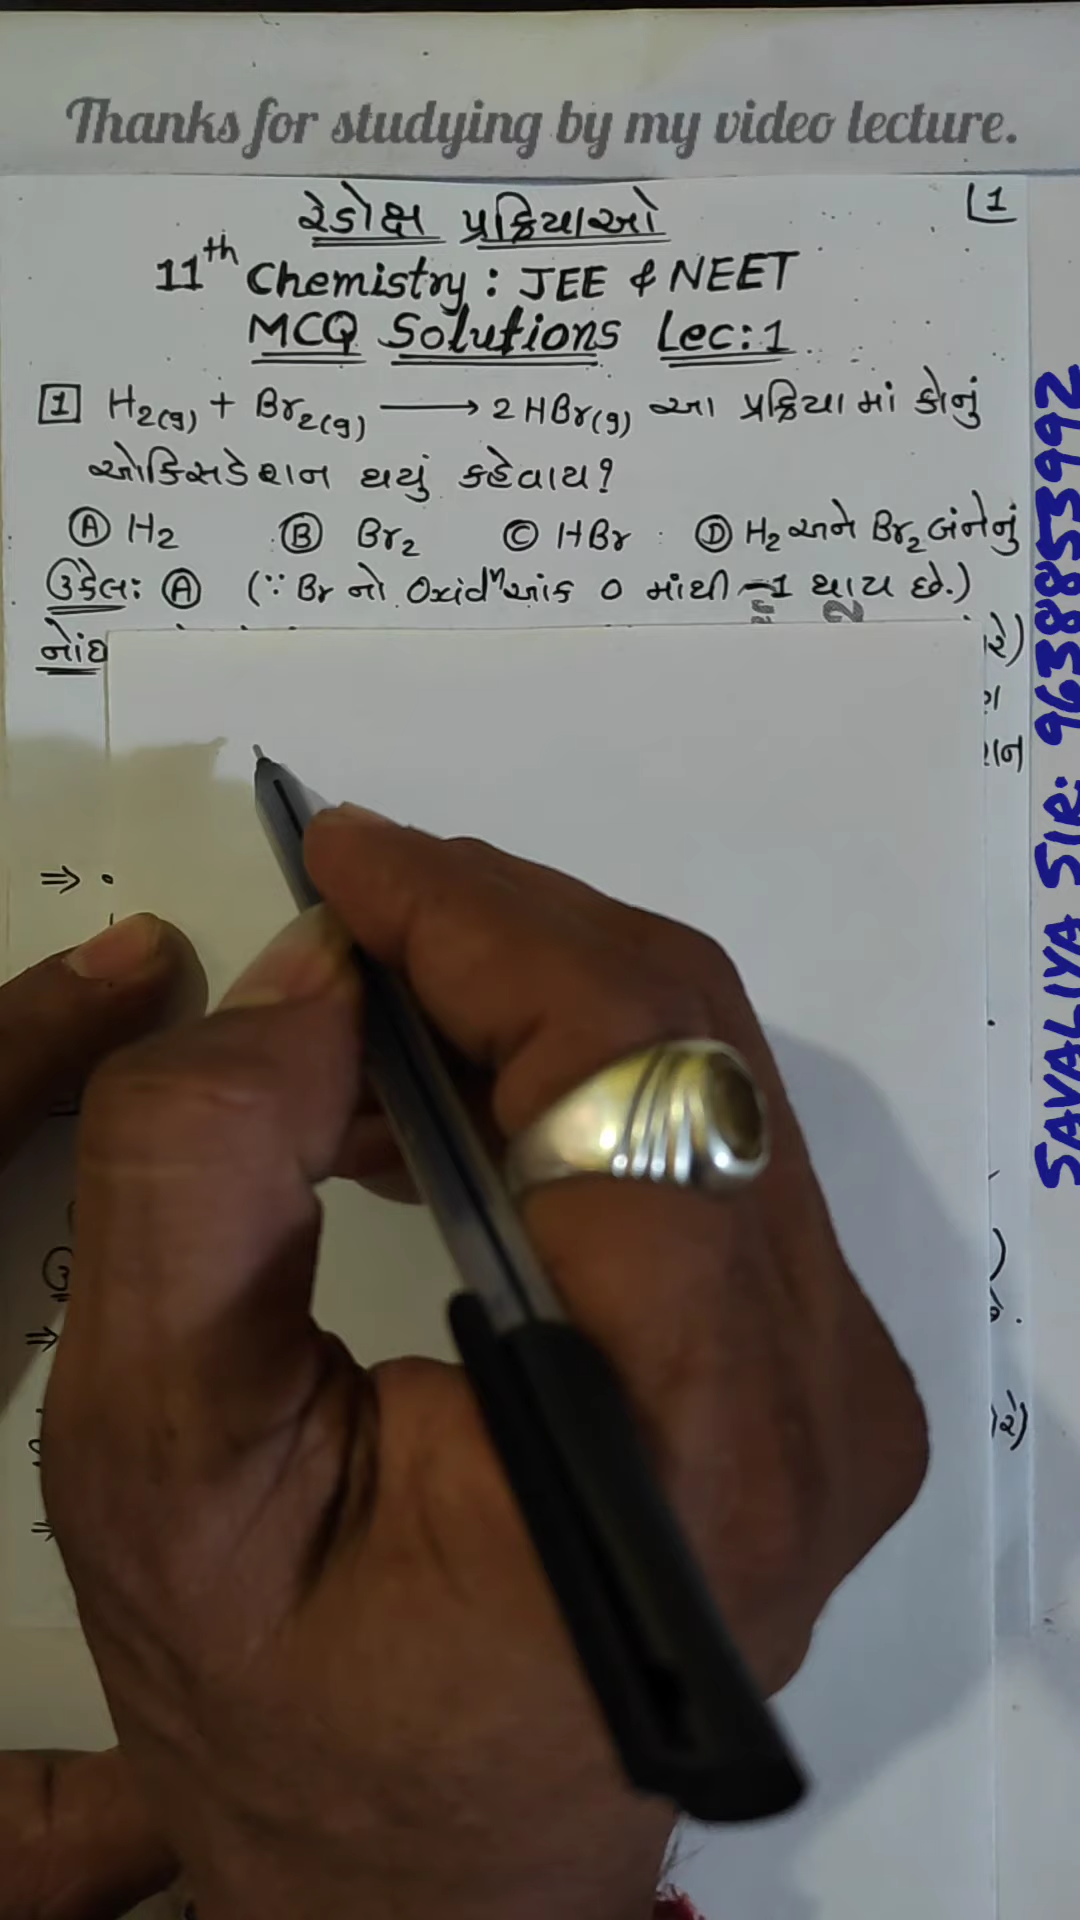 Thanks for studying by my video lecture.
રેડોક્ષ પ્રક્રિયાઓ
1
11th Chemistry : JEE & NEET
MCQ Solutions Lec:1
1 H2(g) + Br2(g) ⟶ 2HBr(g) આ પ્રક્રિયામાં કોનું
ઓક્સિડેશન થયું કહેવાય?
Ⓐ H2 Ⓑ Br2 Ⓒ HBr Ⓓ H2 અને Br2 બંનેનું
ઉકેલ: Ⓐ (∵ Br નો Oxidn આંક 0 માંથી -1 થાય છે.)
નોંધ
SAVALIYA SIR: 9638853992